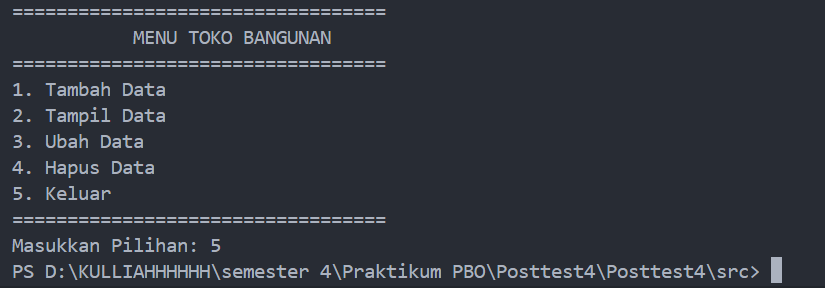 ==================================
MENU TOKO BANGUNAN
==================================
1. Tambah Data
2. Tampil Data
3. Ubah Data
4. Hapus Data
5. Keluar
==================================
Masukkan Pilihan: 5
PS D:\KULLIAHHHHHH\semester 4\Praktikum PBO\Posttest4\Posttest4\src>